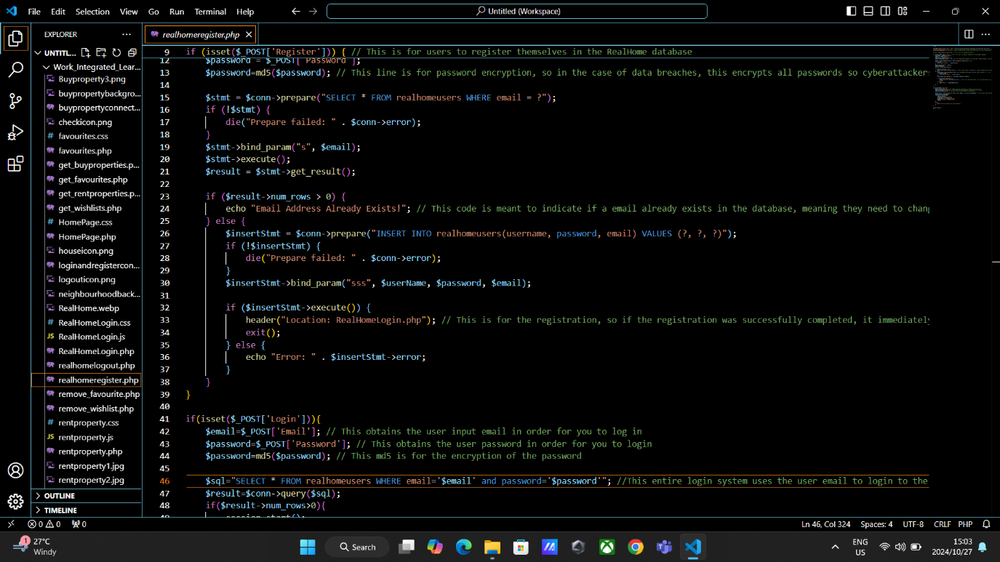 File Edit Selection View Go Run Terminal Help
Untitled (Workspace)
EXPLORER
UNTITL...
Work_Integrated_Lear...
Buyproperty3.png
buypropertybackgro...
buypropertyconnect...
checkicon.png
favourites.css
favourites.php
get_buyproperties.p...
get_favourites.php
get_rentproperties.p...
get_wishlists.php
HomePage.css
HomePage.php
houseicon.png
loginandregistercon...
logouticon.png
neighbourhoodback...
RealHome.webp
RealHomeLogin.css
JS RealHomeLogin.js
RealHomeLogin.php
realhomelogout.php
realhomeregister.php
remove_favourite.php
remove_wishlist.php
rentproperty.css
JS rentproperty.js
rentproperty.php
rentproperty1.jpg
rentproperty2.jpg
OUTLINE
TIMELINE
realhomeregister.php
9 if (isset($_POST['Register'])) { // This is for users to register themselves in the RealHome database
12 $password = $_POST['Password'];
13 $password=md5($password); // This line is for password encryption, so in the case of data breaches, this encrypts all passwords so cyberattackers
14
15 $stmt = $conn->prepare("SELECT * FROM realhomeusers WHERE email = ?");
16 if (!$stmt) {
17 die("Prepare failed: " . $conn->error);
18 }
19 $stmt->bind_param("s", $email);
20 $stmt->execute();
21 $result = $stmt->get_result();
22
23 if ($result->num_rows > 0) {
24 echo "Email Address Already Exists!"; // This code is meant to indicate if a email already exists in the database, meaning they need to chang
25 } else {
26 $insertStmt = $conn->prepare("INSERT INTO realhomeusers(username, password, email) VALUES (?, ?, ?)");
27 if (!$insertStmt) {
28 die("Prepare failed: " . $conn->error);
29 }
30 $insertStmt->bind_param("sss", $userName, $password, $email);
31
32 if ($insertStmt->execute()) {
33 header("Location: RealHomeLogin.php"); // This is for the registration, so if the registration was successfully completed, it immediately
34 exit();
35 } else {
36 echo "Error: " . $insertStmt->error;
37 }
38 }
39 }
40
41 if(isset($_POST['Login'])){
42 $email=$_POST['Email']; // This obtains the user input email in order for you to log in
43 $password=$_POST['Password']; // This obtains the user password in order for you to login
44 $password=md5($password); // This md5 is for the encryption of the password
45
46 $sql="SELECT * FROM realhomeusers WHERE email='$email' and password='$password'"; //This entire login system uses the user email to login to the
47 $result=$conn->query($sql);
48 if($result->num_rows>0){
49 session_start();
0 0 0
Ln 46, Col 324 Spaces: 4 UTF-8 CRLF PHP
1 27°C
Windy
Search
ENG
US
15:03
2024/10/27